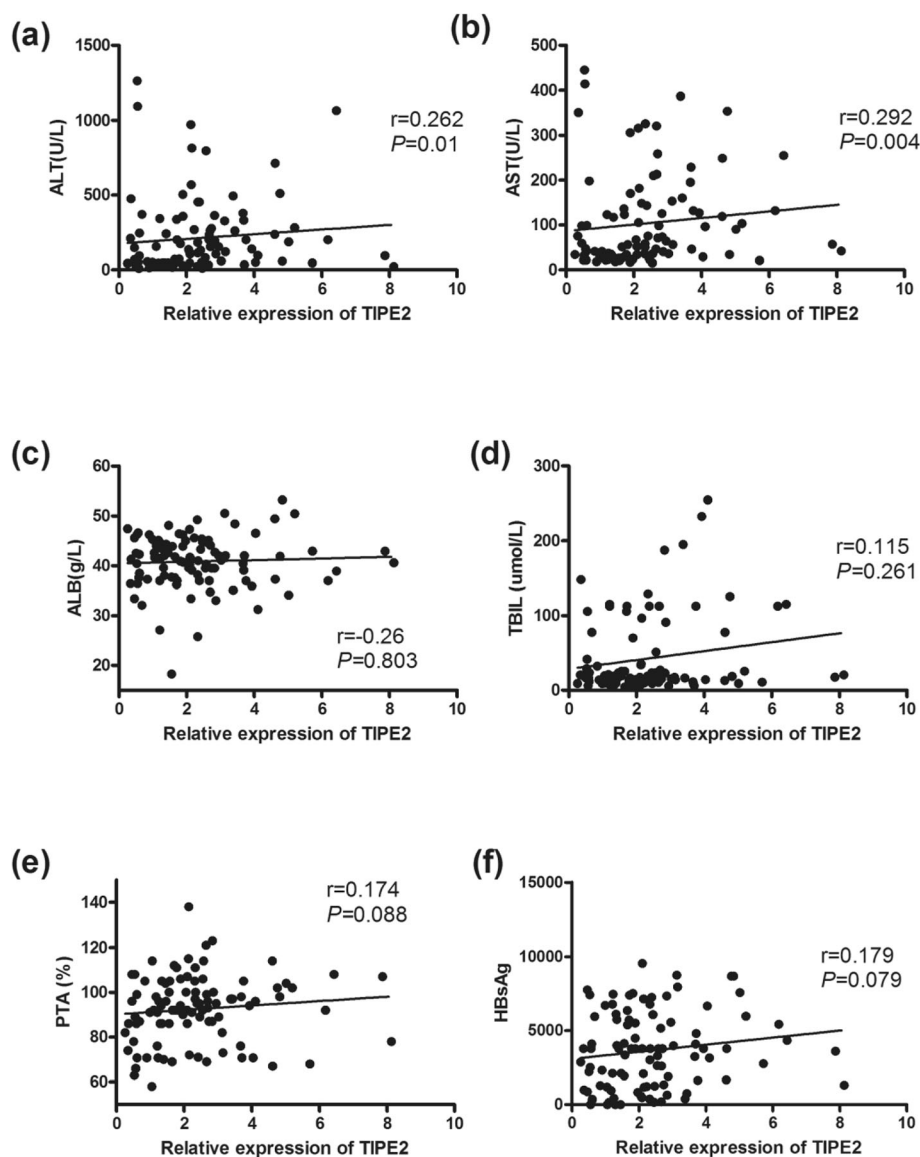 (a)
1500
1000
500
0
ALT(U/L)
r=0.262
P=0.01
0 2 4 6 8 10
Relative expression of TIPE2
(b)
500
400
300
200
100
0
AST(U/L)
r=0.292
P=0.004
0 2 4 6 8 10
Relative expression of TIPE2
(c)
60
50
40
30
20
ALB(g/L)
r=-0.26
P=0.803
0 2 4 6 8 10
Relative expression of TIPE2
(d)
300
200
100
0
TBIL (umol/L)
r=0.115
P=0.261
0 2 4 6 8 10
Relative expression of TIPE2
(e)
140
120
100
80
60
PTA (%)
r=0.174
P=0.088
0 2 4 6 8 10
Relative expression of TIPE2
(f)
15000
10000
5000
0
HBsAg
r=0.179
P=0.079
0 2 4 6 8 10
Relative expression of TIPE2